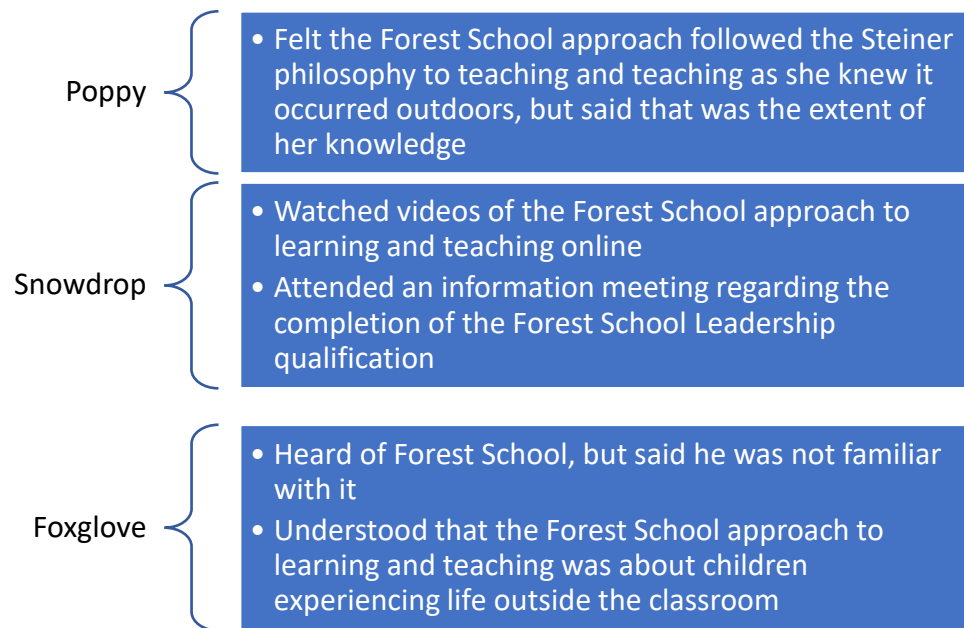 Poppy
• Felt the Forest School approach followed the Steiner
philosophy to teaching and teaching as she knew it
occurred outdoors, but said that was the extent of
her knowledge
Snowdrop
• Watched videos of the Forest School approach to
learning and teaching online
• Attended an information meeting regarding the
completion of the Forest School Leadership
qualification
Foxglove
• Heard of Forest School, but said he was not familiar
with it
• Understood that the Forest School approach to
learning and teaching was about children
experiencing life outside the classroom